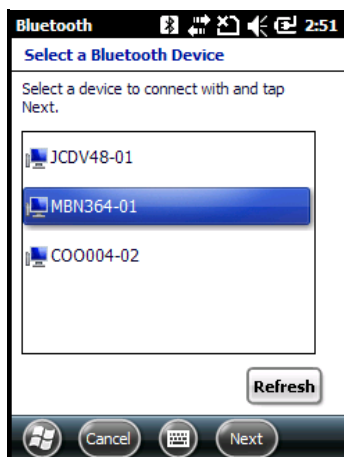 Bluetooth 2:51
Select a Bluetooth Device
Select a device to connect with and tap
Next.
JCDV48-01
MBN364-01
COO004-02
Refresh
Cancel Next